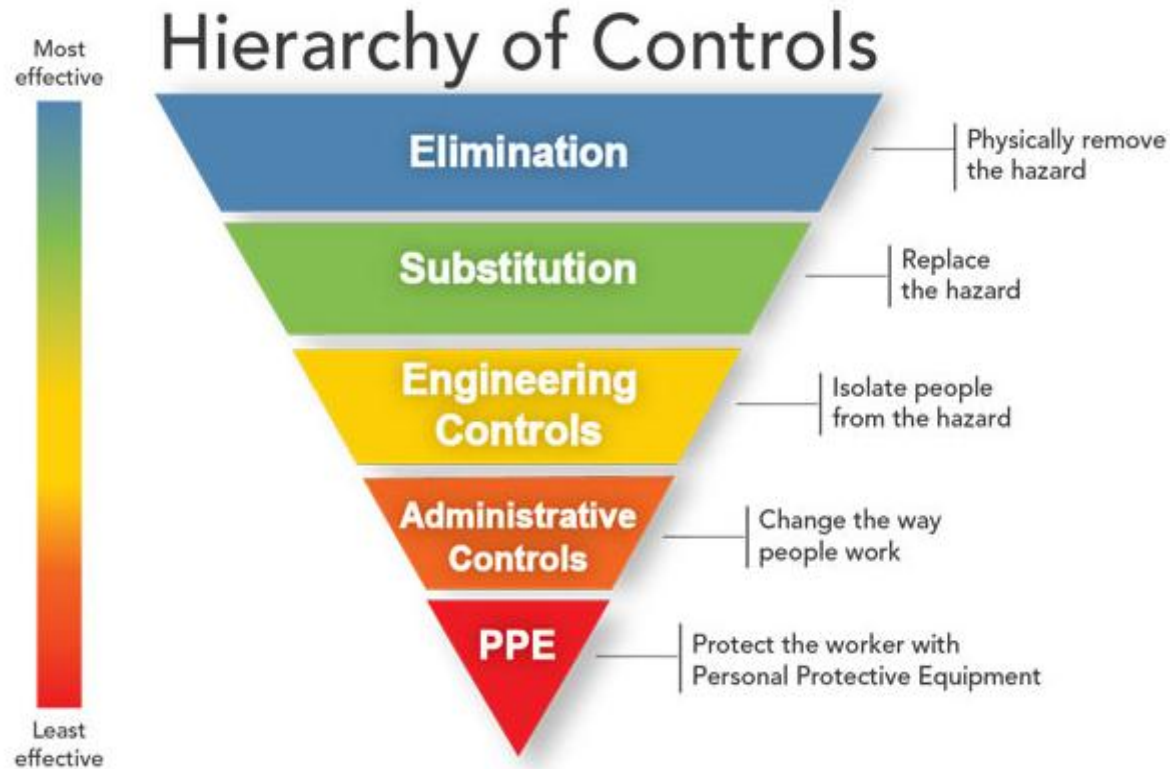 Hierarchy of Controls
Most
effective
Elimination
Physically remove
the hazard
Substitution
Replace
the hazard
Engineering
Controls
Isolate people
from the hazard
Administrative
Controls
Change the way
people work
PPE
Protect the worker with
Personal Protective Equipment
Least
effective